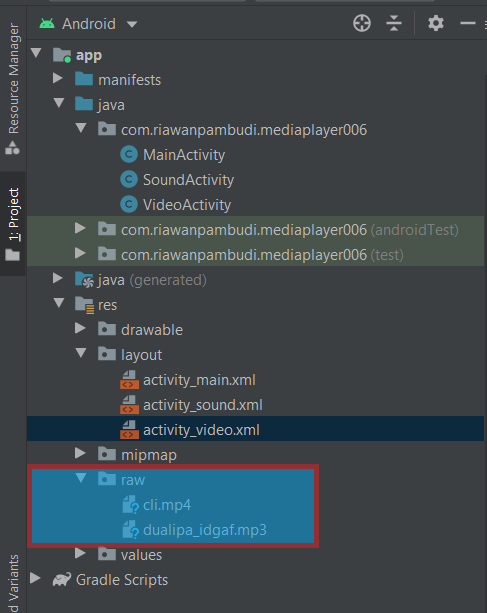 Android
app
manifests
java
com.riawanpambudi.mediaplayer006
MainActivity
SoundActivity
VideoActivity
com.riawanpambudi.mediaplayer006 (androidTest)
com.riawanpambudi.mediaplayer006 (test)
java (generated)
res
drawable
layout
activity_main.xml
activity_sound.xml
activity_video.xml
mipmap
raw
cli.mp4
dualipa_idgaf.mp3
values
Gradle Scripts
Resource Manager
1: Project
d Variants